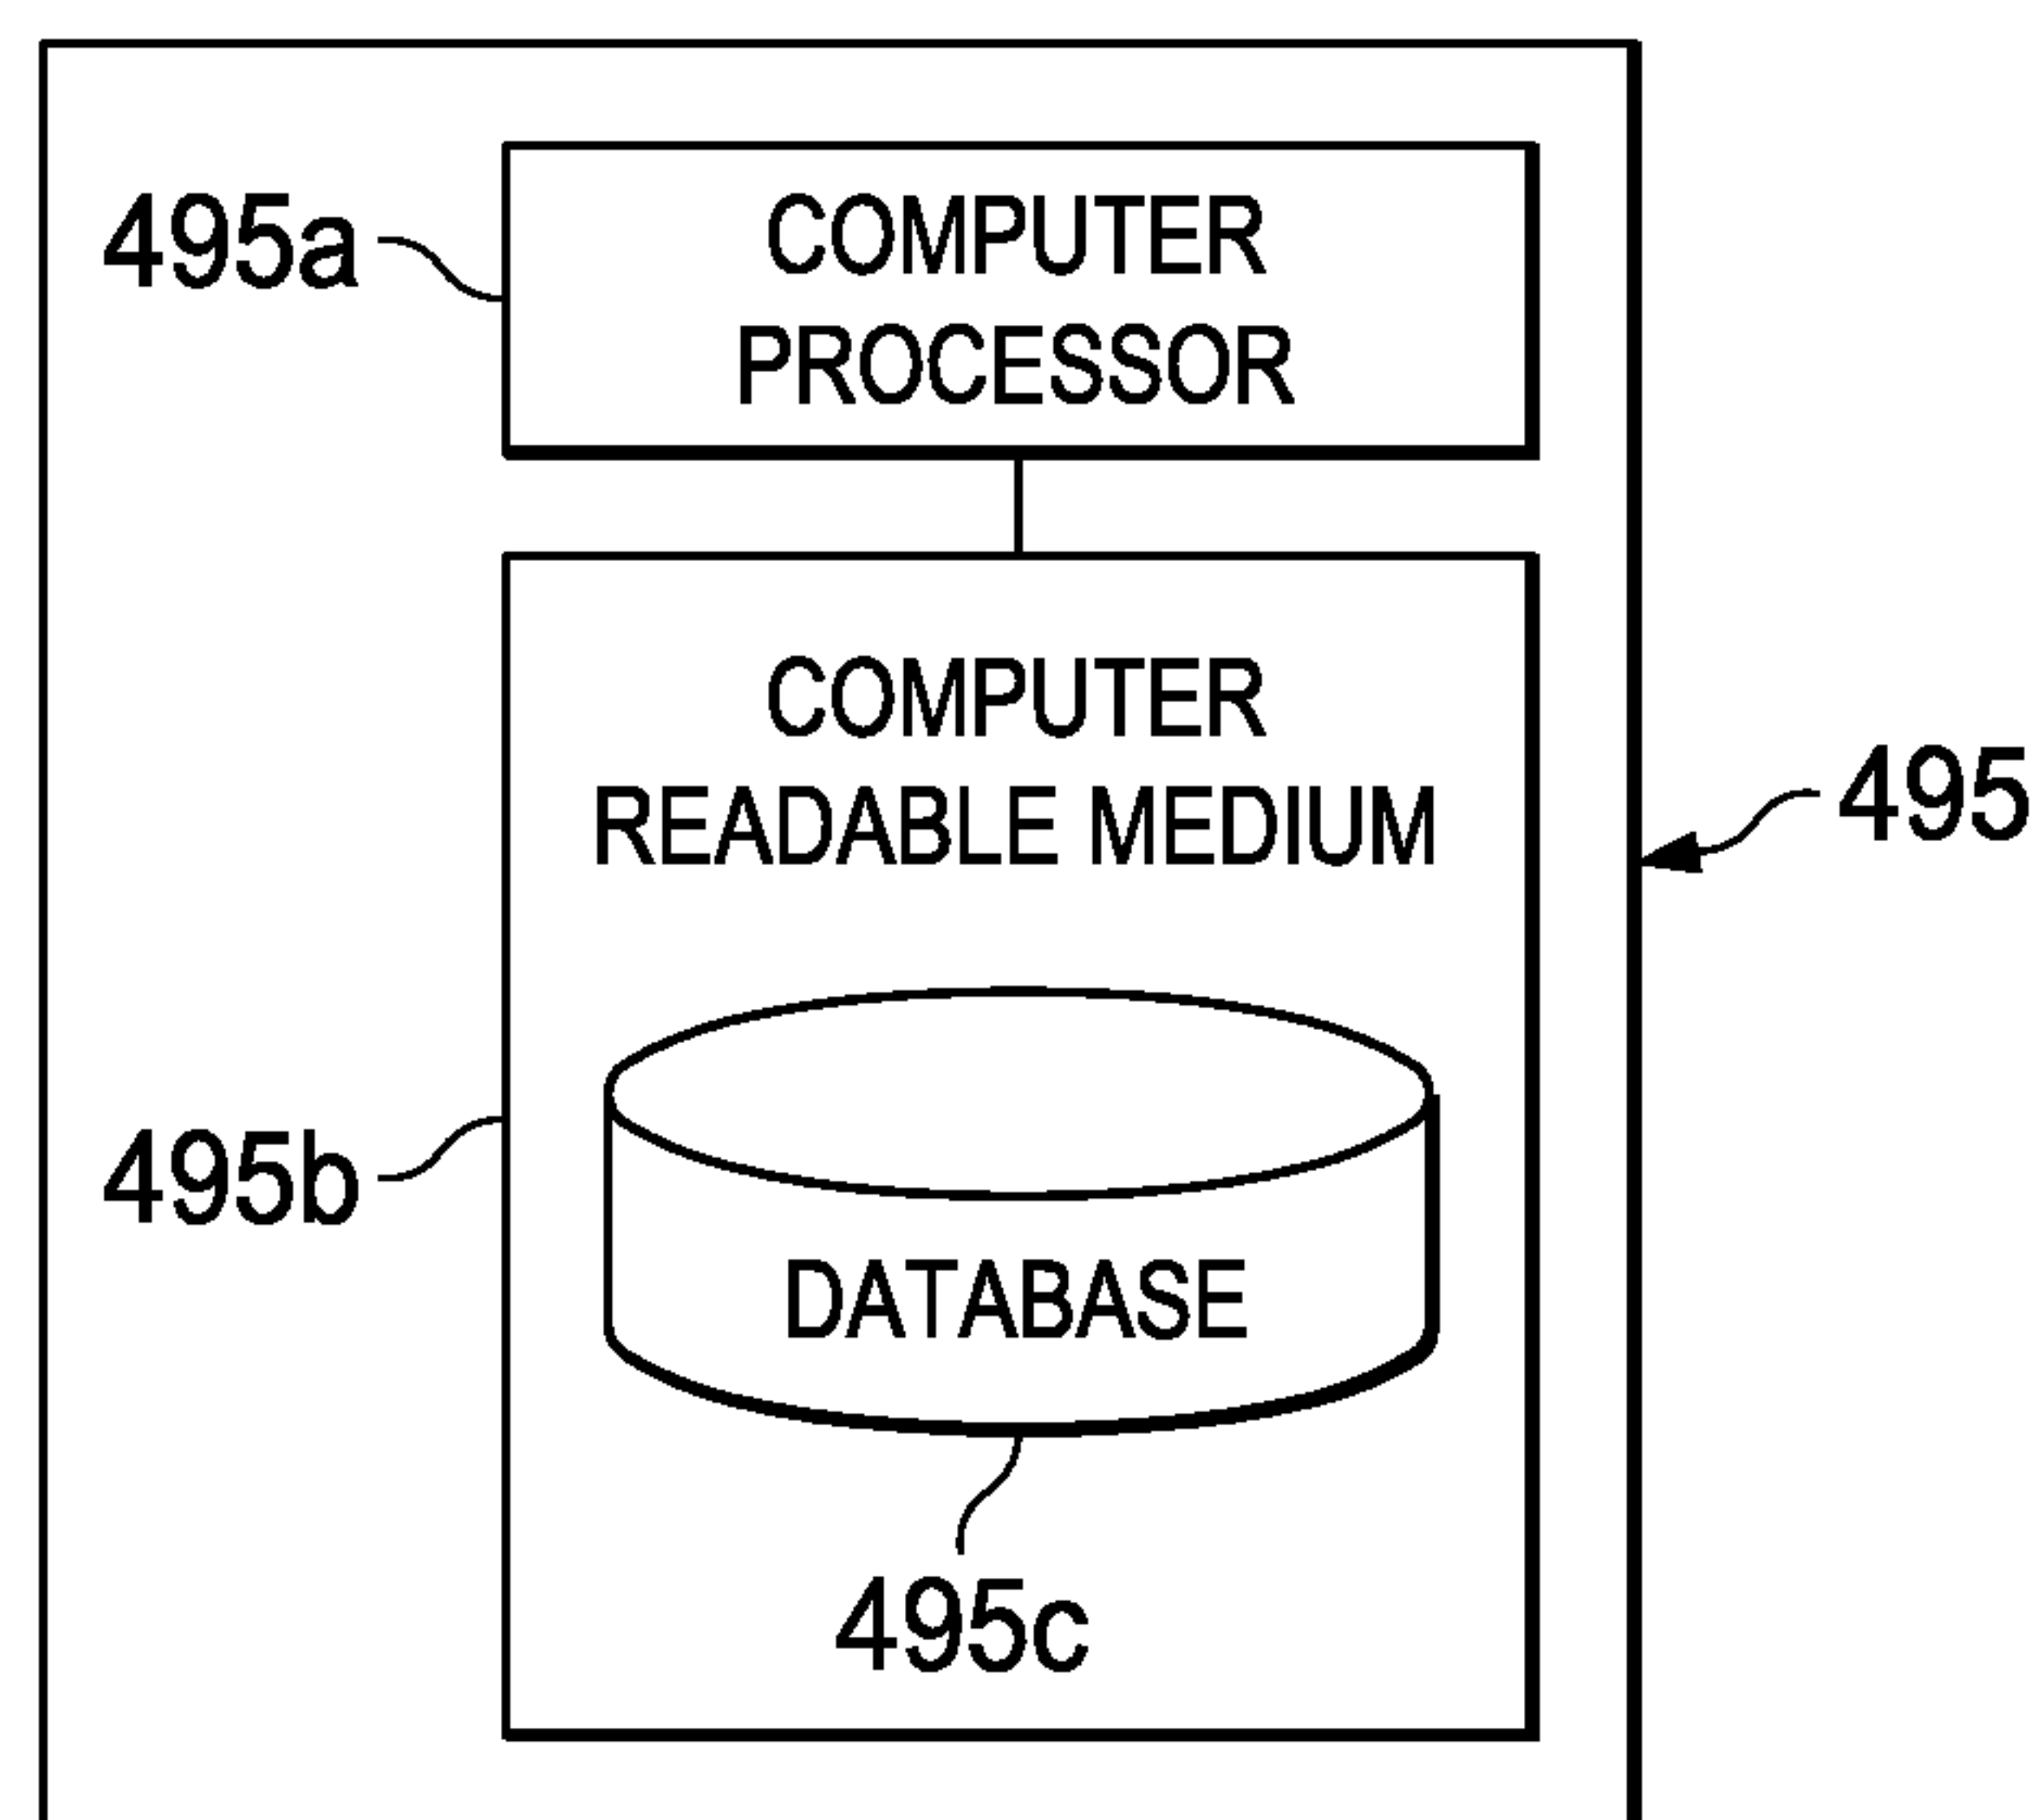 495a
COMPUTER
PROCESSOR
COMPUTER
READABLE MEDIUM
495
495b
DATABASE
495c